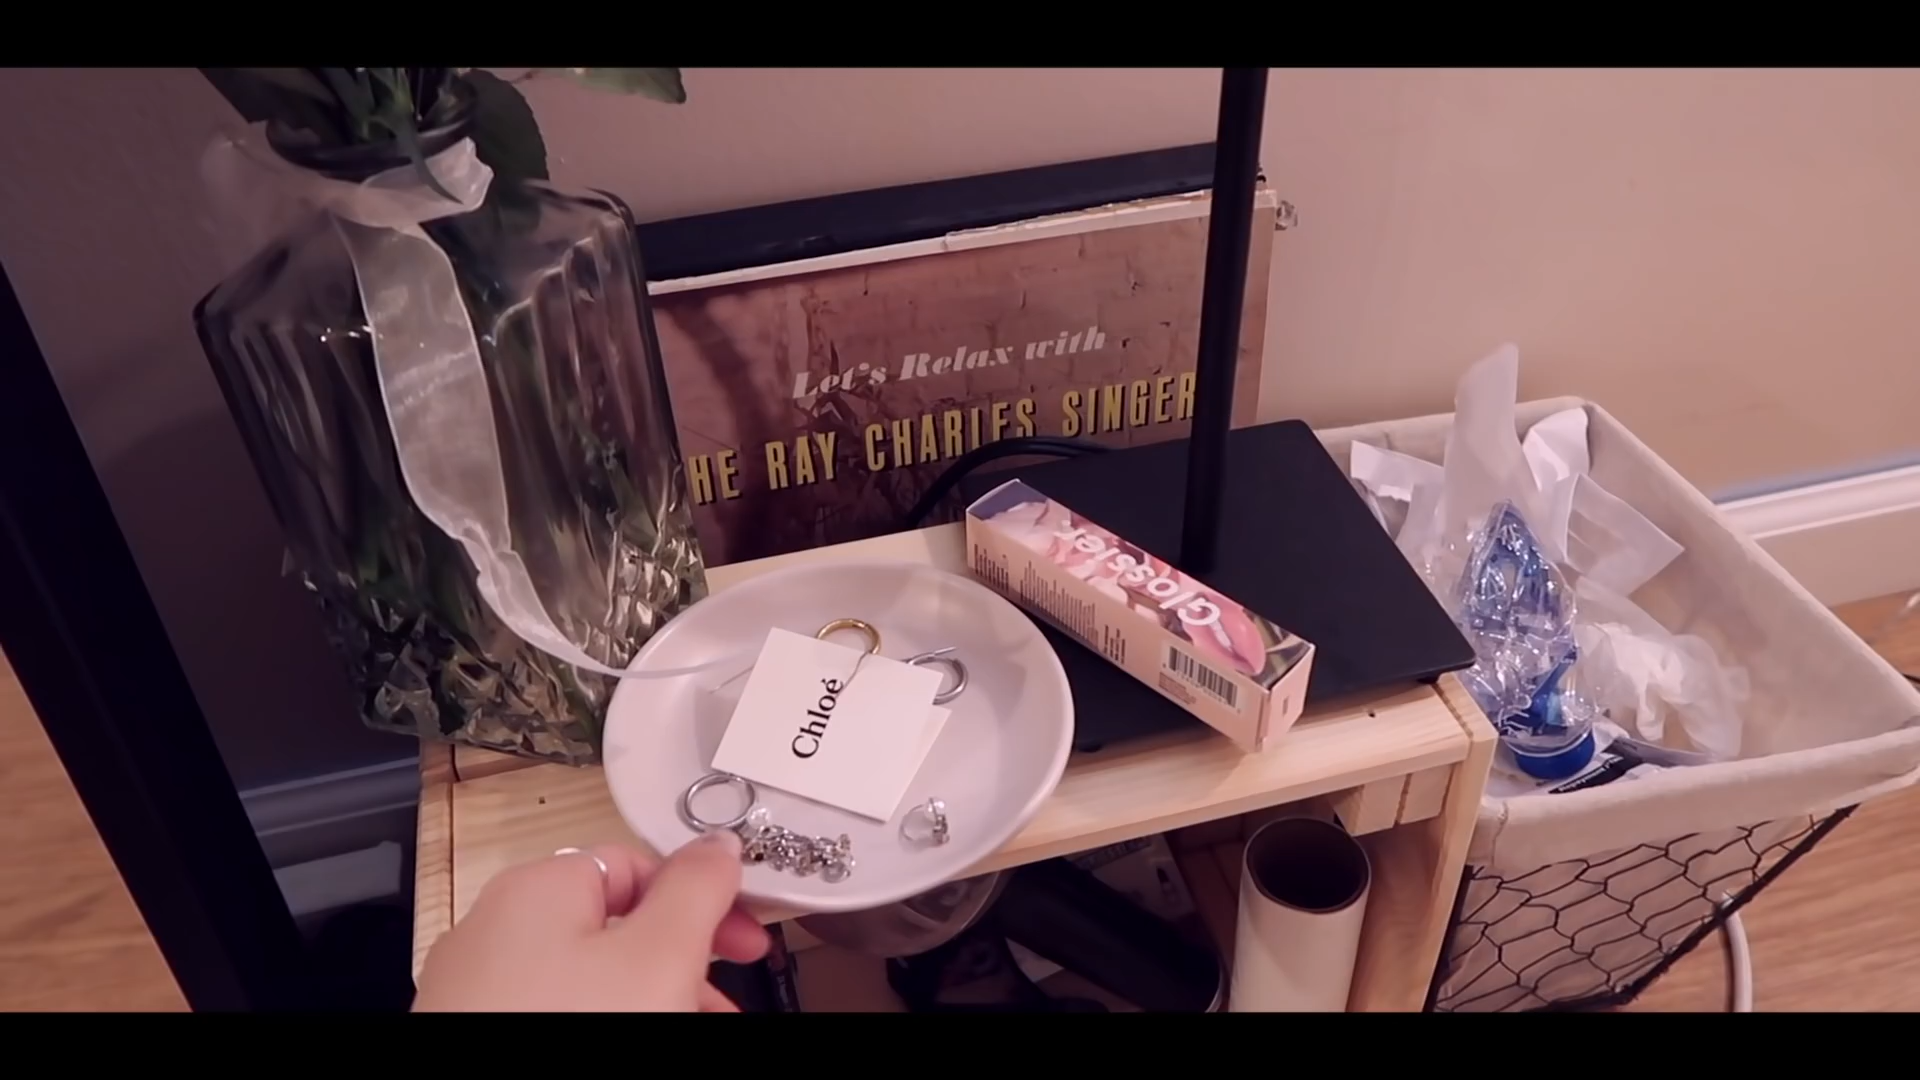 Let's Relax with
HE RAY CHARLES SINGER
Glossier.
Chloé